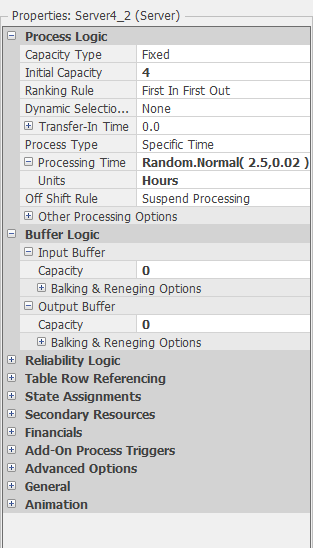 Properties: Server4_2 (Server)
Process Logic
Capacity Type Fixed
Initial Capacity 4
Ranking Rule First In First Out
Dynamic Selectio... None
Transfer-In Time 0.0
Process Type Specific Time
Processing Time Random.Normal( 2.5,0.02 )
Units Hours
Off Shift Rule Suspend Processing
Other Processing Options
Buffer Logic
Input Buffer
Capacity 0
Balking & Reneging Options
Output Buffer
Capacity 0
Balking & Reneging Options
Reliability Logic
Table Row Referencing
State Assignments
Secondary Resources
Financials
Add-On Process Triggers
Advanced Options
General
Animation